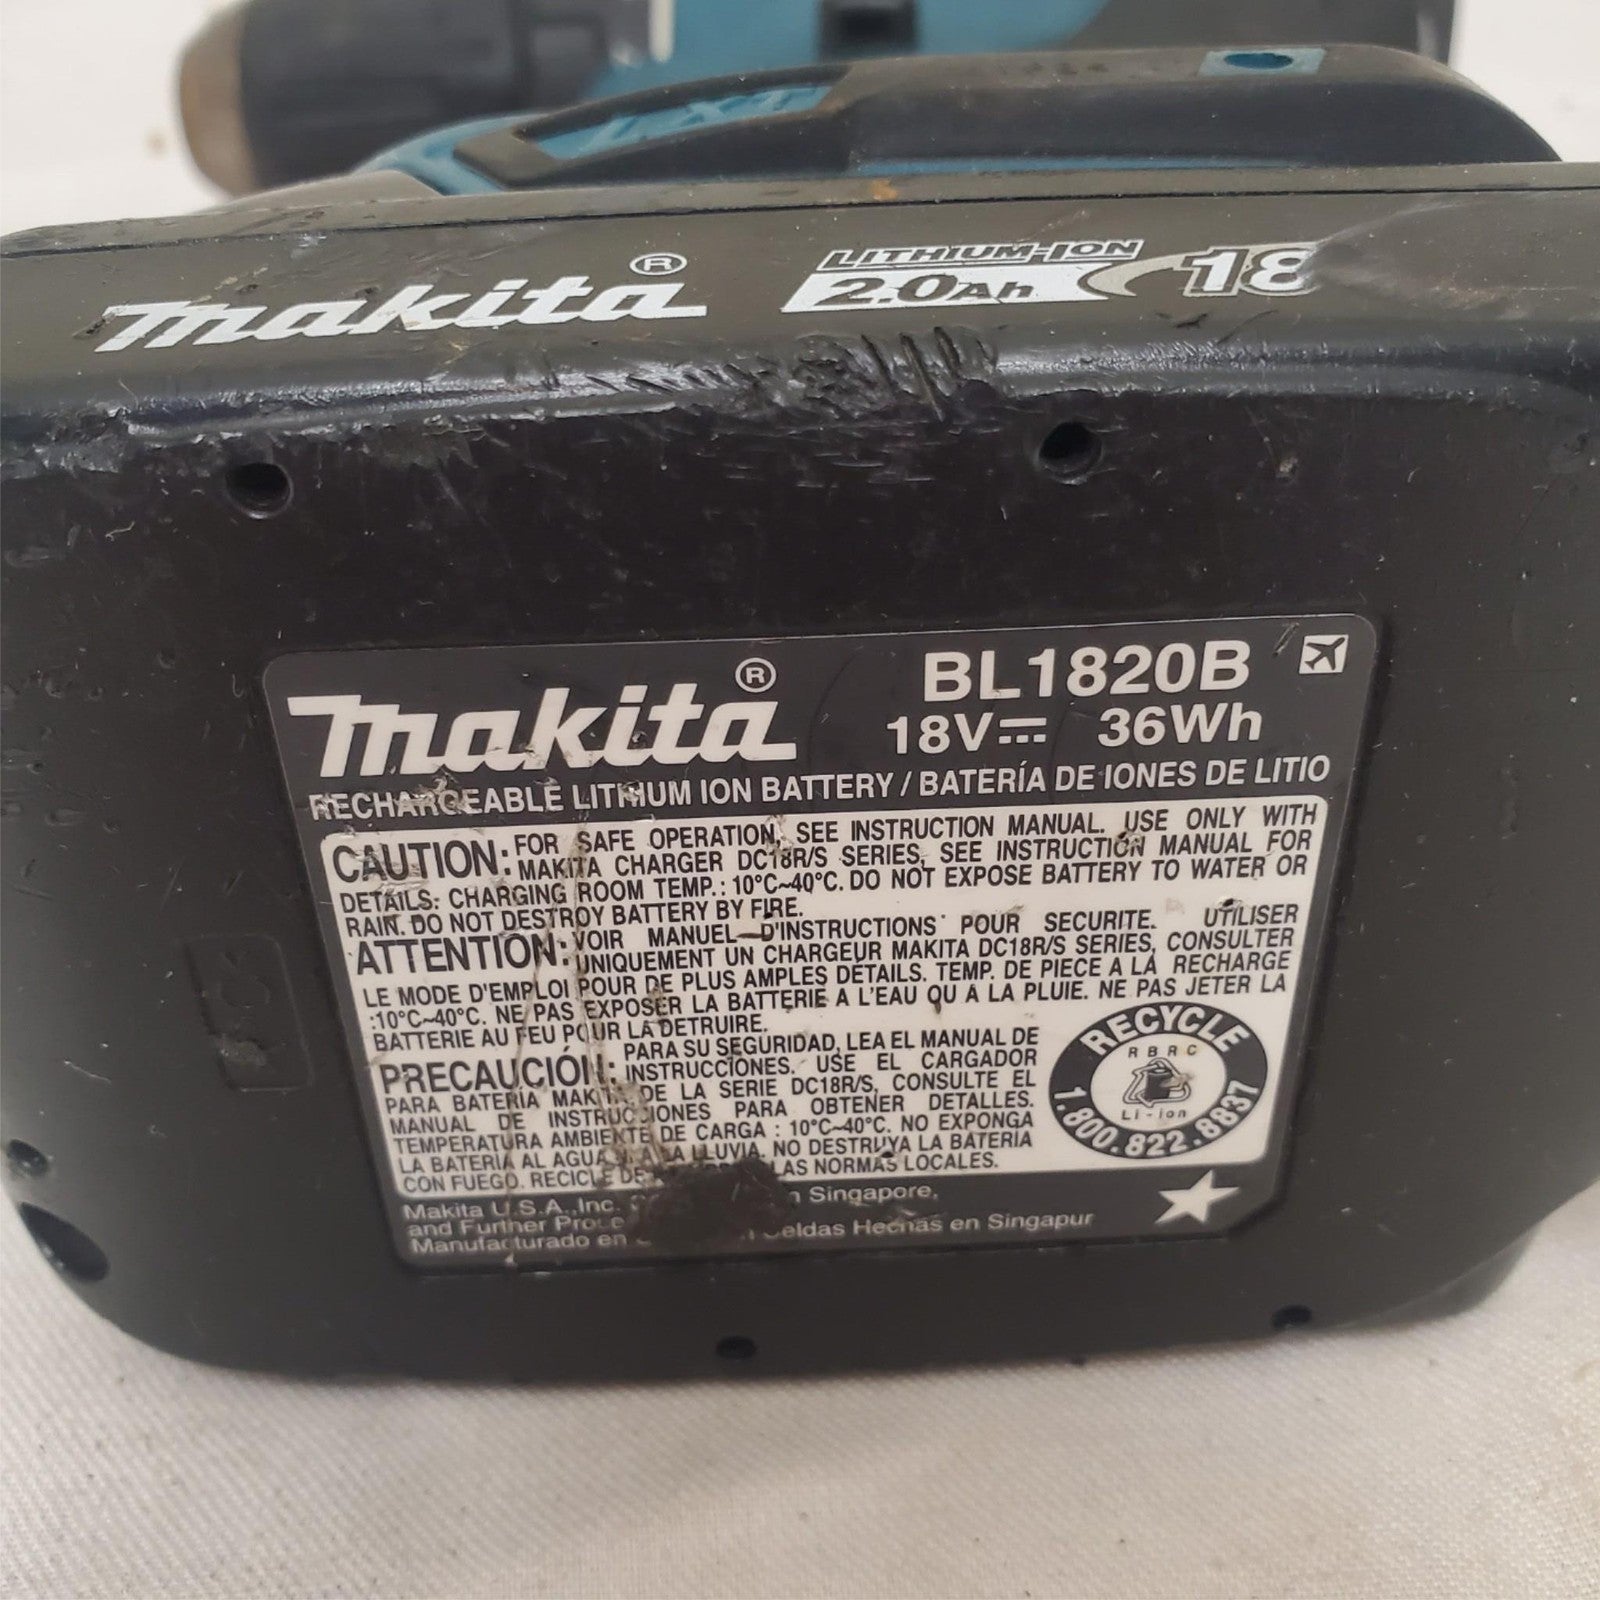 LXT
makita®
LITHIUM-ION
2.0Ah 18
makita®
BL1820B
18V 36Wh
RECHARGEABLE LITHIUM ION BATTERY / BATERÍA DE IONES DE LITIO
CAUTION: FOR SAFE OPERATION, SEE INSTRUCTION MANUAL. USE ONLY WITH
MAKITA CHARGER DC18R/S SERIES, SEE INSTRUCTION MANUAL FOR
DETAILS: CHARGING ROOM TEMP.: 10°C~40°C. DO NOT EXPOSE BATTERY TO WATER OR
RAIN. DO NOT DESTROY BATTERY BY FIRE.
ATTENTION: VOIR MANUEL D'INSTRUCTIONS POUR SECURITE. UTILISER
UNIQUEMENT UN CHARGEUR MAKITA DC18R/S SERIES, CONSULTER
LE MODE D'EMPLOI POUR DE PLUS AMPLES DETAILS. TEMP. DE PIECE A LA RECHARGE
:10°C~40°C. NE PAS EXPOSER LA BATTERIE A L'EAU OU A LA PLUIE. NE PAS JETER LA
BATTERIE AU FEU POUR LA DETRUIRE.
PRECAUCIÓN: PARA SU SEGURIDAD, LEA EL MANUAL DE
INSTRUCCIONES. USE EL CARGADOR
PARA BATERÍA MAKITA DE LA SERIE DC18R/S, CONSULTE EL
MANUAL DE INSTRUCCIONES PARA OBTENER DETALLES.
TEMPERATURA AMBIENTE DE CARGA : 10°C~40°C. NO EXPONGA
LA BATERÍA AL AGUA A LA LLUVIA. NO DESTRUYA LA BATERÍA
CON FUEGO. RECICLE LAS NORMAS LOCALES.
RECYCLE
RBRC
Li-ion
1.800.822.8837
Makita U.S.A.,Inc. Singapore,
and Further
Manufacturado en Celdas Hechas en Singapur